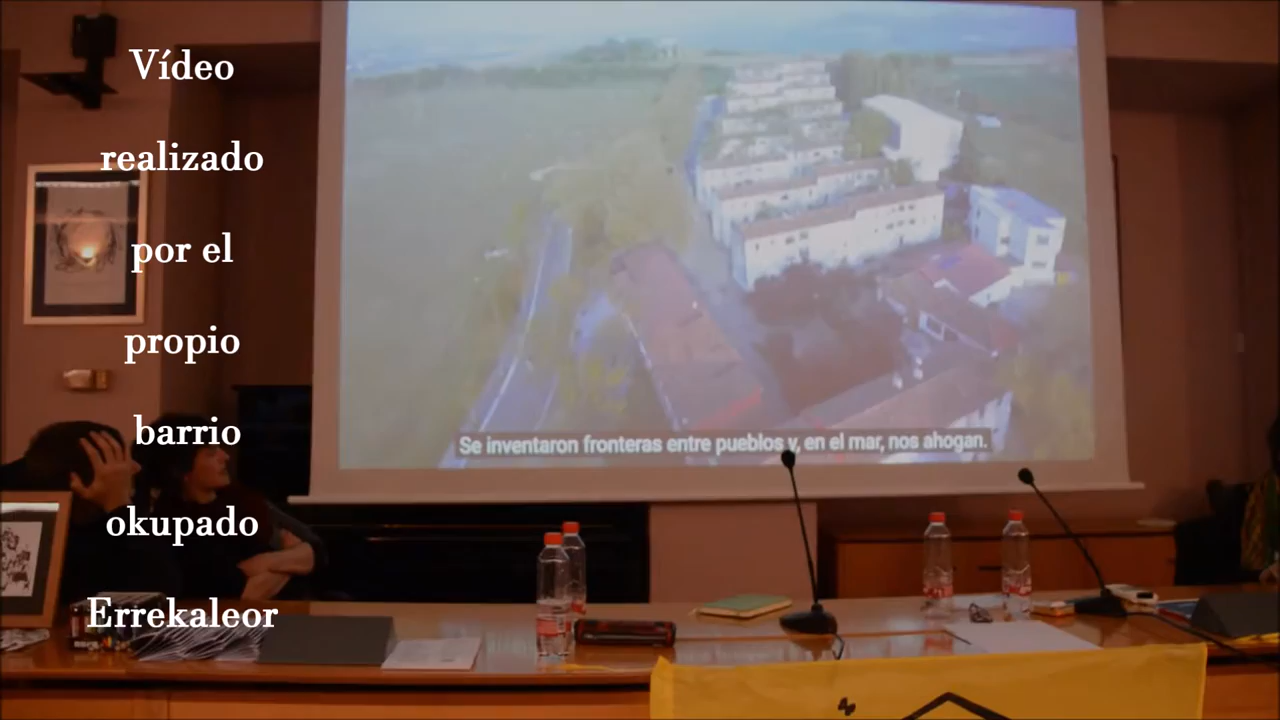 Vídeo
realizado
por el
propio
barrio
okupado
Errekaleor
Se inventaron fronteras entre pueblos y, en el mar, nos ahogan.